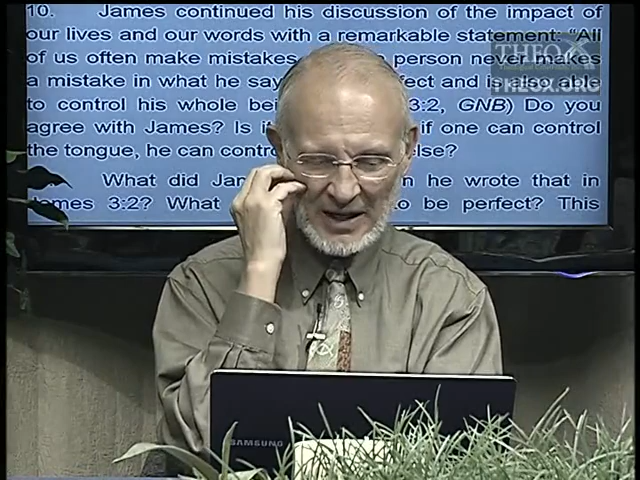 10. James continued his discussion of the impact of
our lives and our words with a remarkable statement: "All
of us often make mistakes person never makes
a mistake in what he say fect and is also able
to control his whole bei 3:2, GNB) Do you
agree with James? Is i if one can control
the tongue, he can contro else?
What did Jam n he wrote that in
James 3:2? What to be perfect? This
THEOX
THEOX.ORG
SAMSUNG